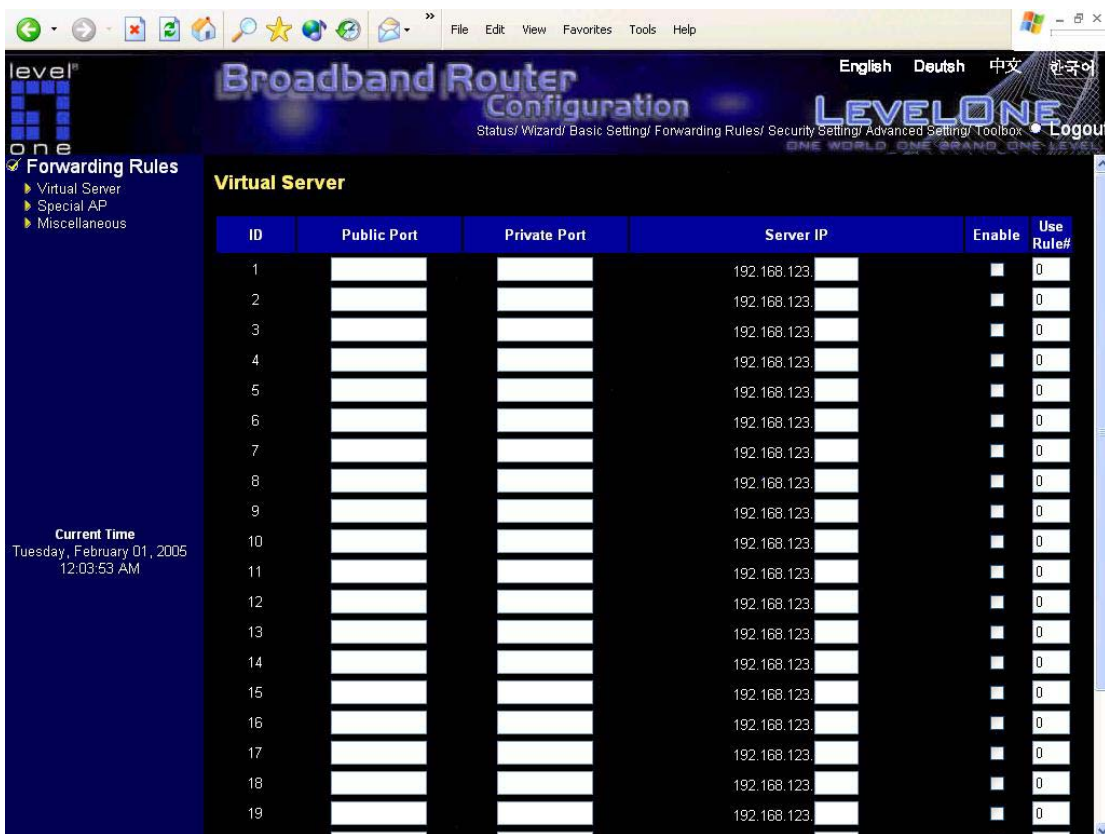 File Edit View Favorites Tools Help
level
one
Broadband Router
Configuration
English Deutsh 中文 한국어
LEVELONE
Status/ Wizard/ Basic Setting/ Forwarding Rules/ Security Setting/ Advanced Setting/ Toolbox Logout
ONE WORLD_ONE BRAND_ONE LEVEL
Forwarding Rules
Virtual Server
Special AP
Miscellaneous
Current Time
Tuesday, February 01, 2005
12:03:53 AM
Virtual Server
ID Public Port Private Port Server IP Enable Use Rule#
1 192.168.123. 0
2 192.168.123. 0
3 192.168.123. 0
4 192.168.123. 0
5 192.168.123. 0
6 192.168.123. 0
7 192.168.123. 0
8 192.168.123. 0
9 192.168.123. 0
10 192.168.123. 0
11 192.168.123. 0
12 192.168.123. 0
13 192.168.123. 0
14 192.168.123. 0
15 192.168.123. 0
16 192.168.123. 0
17 192.168.123. 0
18 192.168.123. 0
19 192.168.123. 0